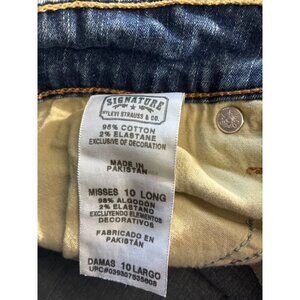 SIGNATURE
BY LEVI STRAUSS & CO.
98% COTTON
2% ELASTANE
EXCLUSIVE OF DECORATION
MADE IN
PAKISTAN
MISSES 10 LONG
98% ALGODON
2% ELASTANO
EXCLUYENDO ELEMENTOS
DECORATIVOS
FABRICADO EN
PAKISTÁN
DAMAS 10 LARGO